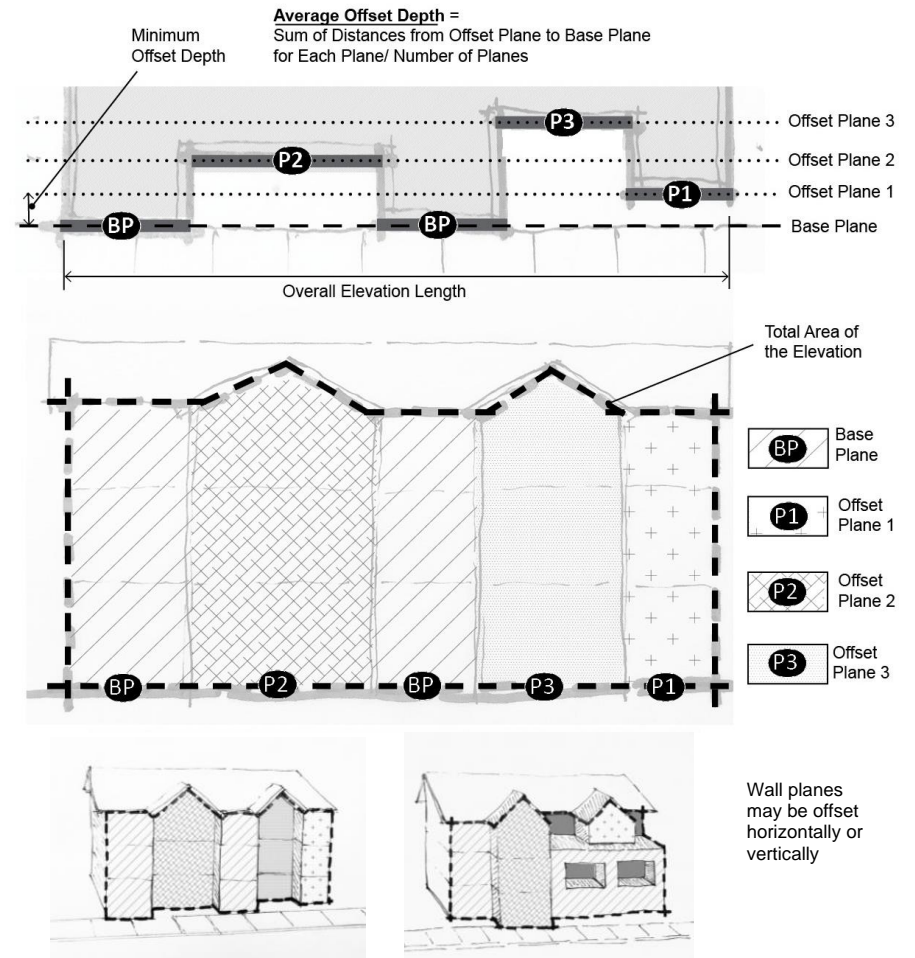 Average Offset Depth =
Sum of Distances from Offset Plane to Base Plane
for Each Plane/ Number of Planes
Minimum
Offset Depth
P3
Offset Plane 3
P2
Offset Plane 2
P1
Offset Plane 1
BP
BP
Base Plane
Overall Elevation Length
Total Area of
the Elevation
BP
Base
Plane
P1
Offset
Plane 1
P2
Offset
Plane 2
P3
Offset
Plane 3
BP
P2
BP
P3
P1
Wall planes
may be offset
horizontally or
vertically